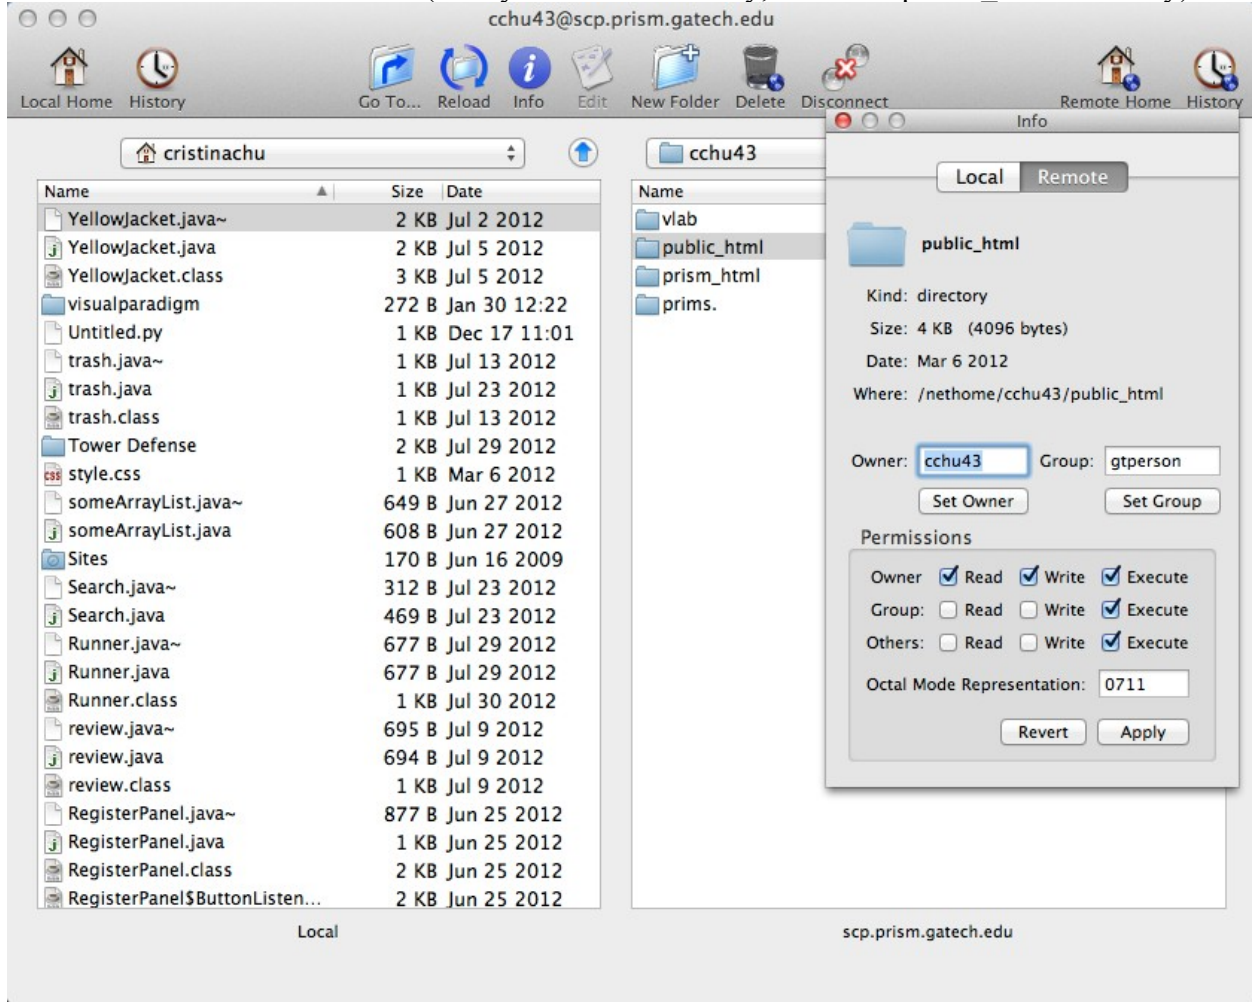 cchu43@scp.prism.gatech.edu
Local Home History Go To... Reload Info Edit New Folder Delete Disconnect Remote Home History
cristinachu
Name Size Date
YellowJacket.java~ 2 KB Jul 2 2012
YellowJacket.java 2 KB Jul 5 2012
YellowJacket.class 3 KB Jul 5 2012
visualparadigm 272 B Jan 30 12:22
Untitled.py 1 KB Dec 17 11:01
trash.java~ 1 KB Jul 13 2012
trash.java 1 KB Jul 23 2012
trash.class 1 KB Jul 13 2012
Tower Defense 2 KB Jul 29 2012
style.css 1 KB Mar 6 2012
someArrayList.java~ 649 B Jun 27 2012
someArrayList.java 608 B Jun 27 2012
Sites 170 B Jun 16 2009
Search.java~ 312 B Jul 23 2012
Search.java 469 B Jul 23 2012
Runner.java~ 677 B Jul 29 2012
Runner.java 677 B Jul 29 2012
Runner.class 1 KB Jul 30 2012
review.java~ 695 B Jul 9 2012
review.java 694 B Jul 9 2012
review.class 1 KB Jul 9 2012
RegisterPanel.java~ 877 B Jun 25 2012
RegisterPanel.java 1 KB Jun 25 2012
RegisterPanel.class 2 KB Jun 25 2012
RegisterPanel$ButtonListen... 2 KB Jun 25 2012
Local
cchu43
Name
vlab
public_html
prism_html
prims.
scp.prism.gatech.edu
Info
Local Remote
public_html
Kind: directory
Size: 4 KB (4096 bytes)
Date: Mar 6 2012
Where: /nethome/cchu43/public_html
Owner: cchu43 Group: gtperson
Set Owner Set Group
Permissions
Owner Read Write Execute
Group: Read Write Execute
Others: Read Write Execute
Octal Mode Representation: 0711
Revert Apply